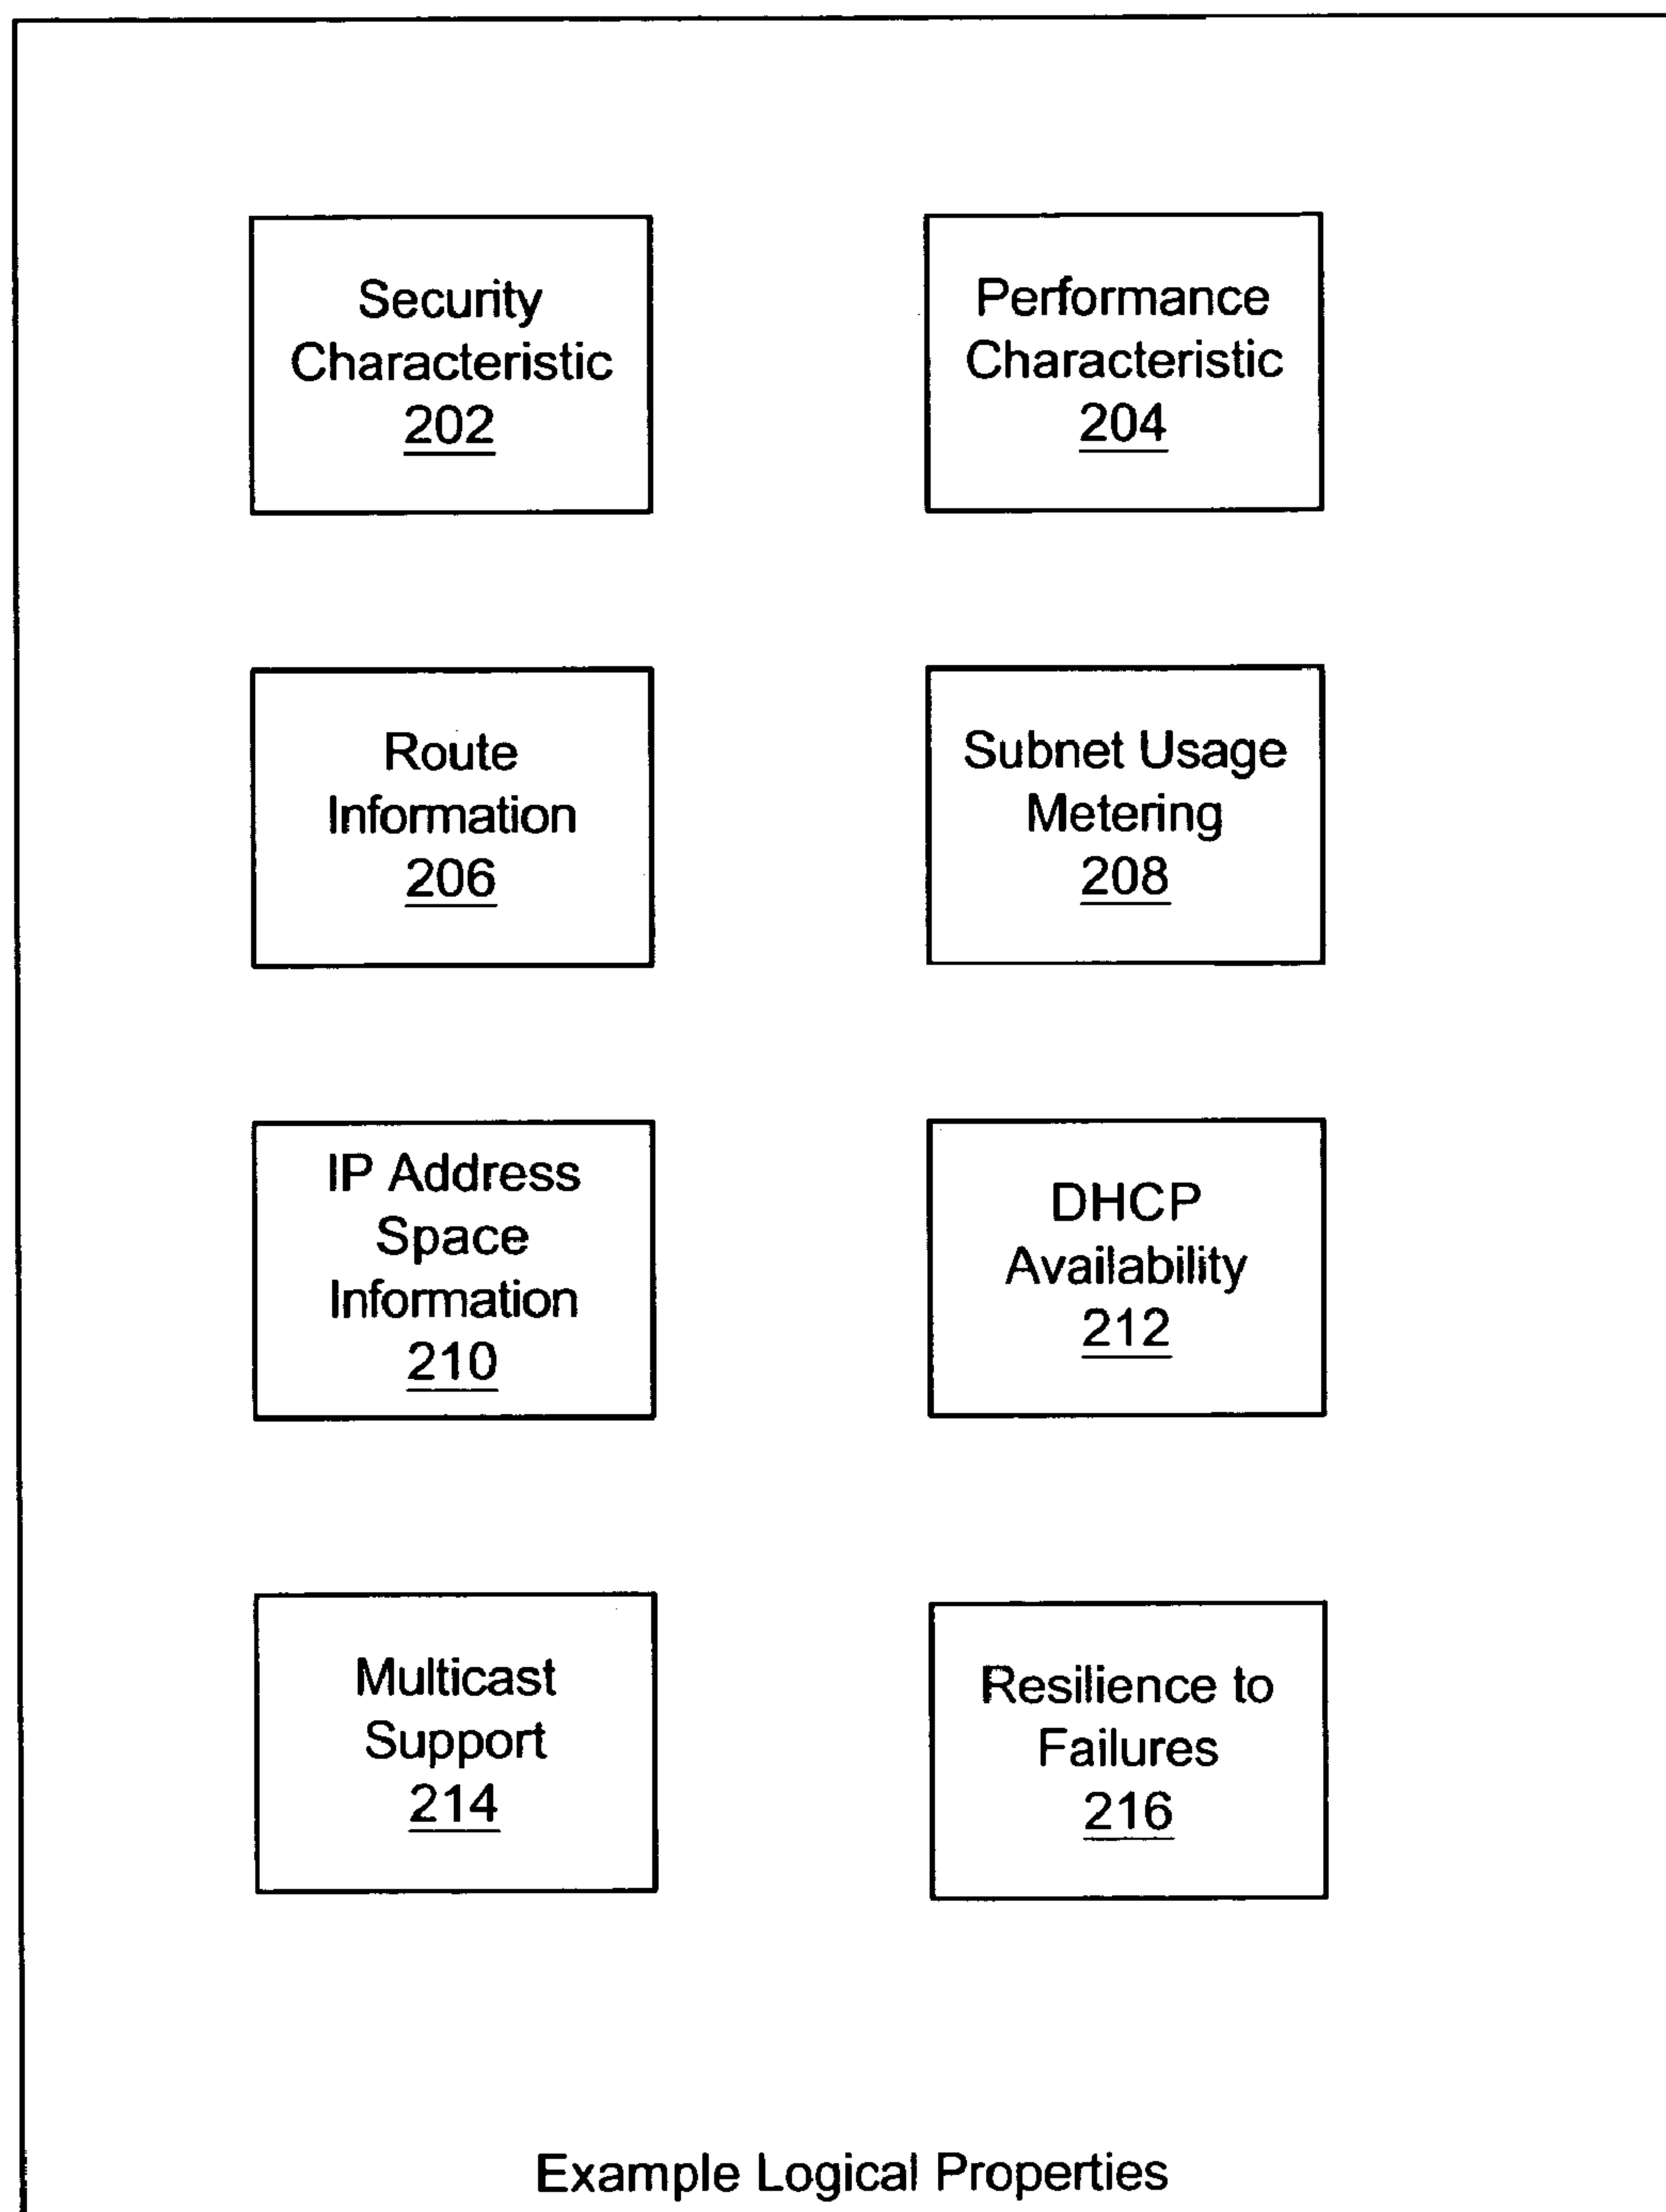 Security
Characteristic
202
Performance
Characteristic
204
Route
Information
206
Subnet Usage
Metering
208
IP Address
Space
Information
210
DHCP
Availability
212
Multicast
Support
214
Resilience to
Failures
216
Example Logical Properties